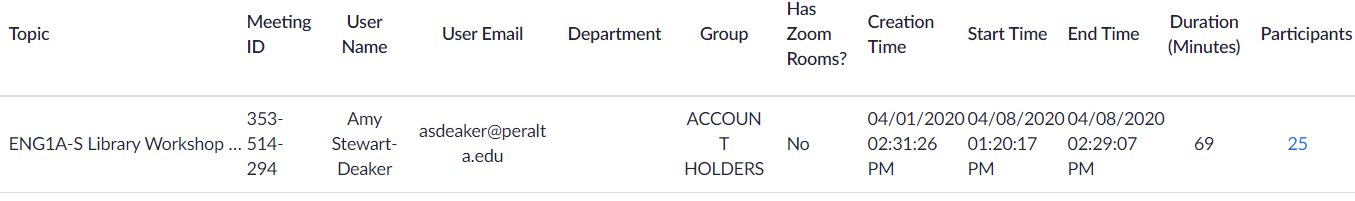 Topic
Meeting ID
User Name
User Email
Department
Group
Has Zoom Rooms?
Creation Time
Start Time
End Time
Duration (Minutes)
Participants
ENG1A-S Library Workshop ...
353-
514-
294
Amy
Stewart-
Deaker
asdeaker@peralt
a.edu
ACCOUN
T
HOLDERS
No
04/01/2020
02:31:26
PM
04/08/2020
01:20:17
PM
04/08/2020
02:29:07
PM
69
25